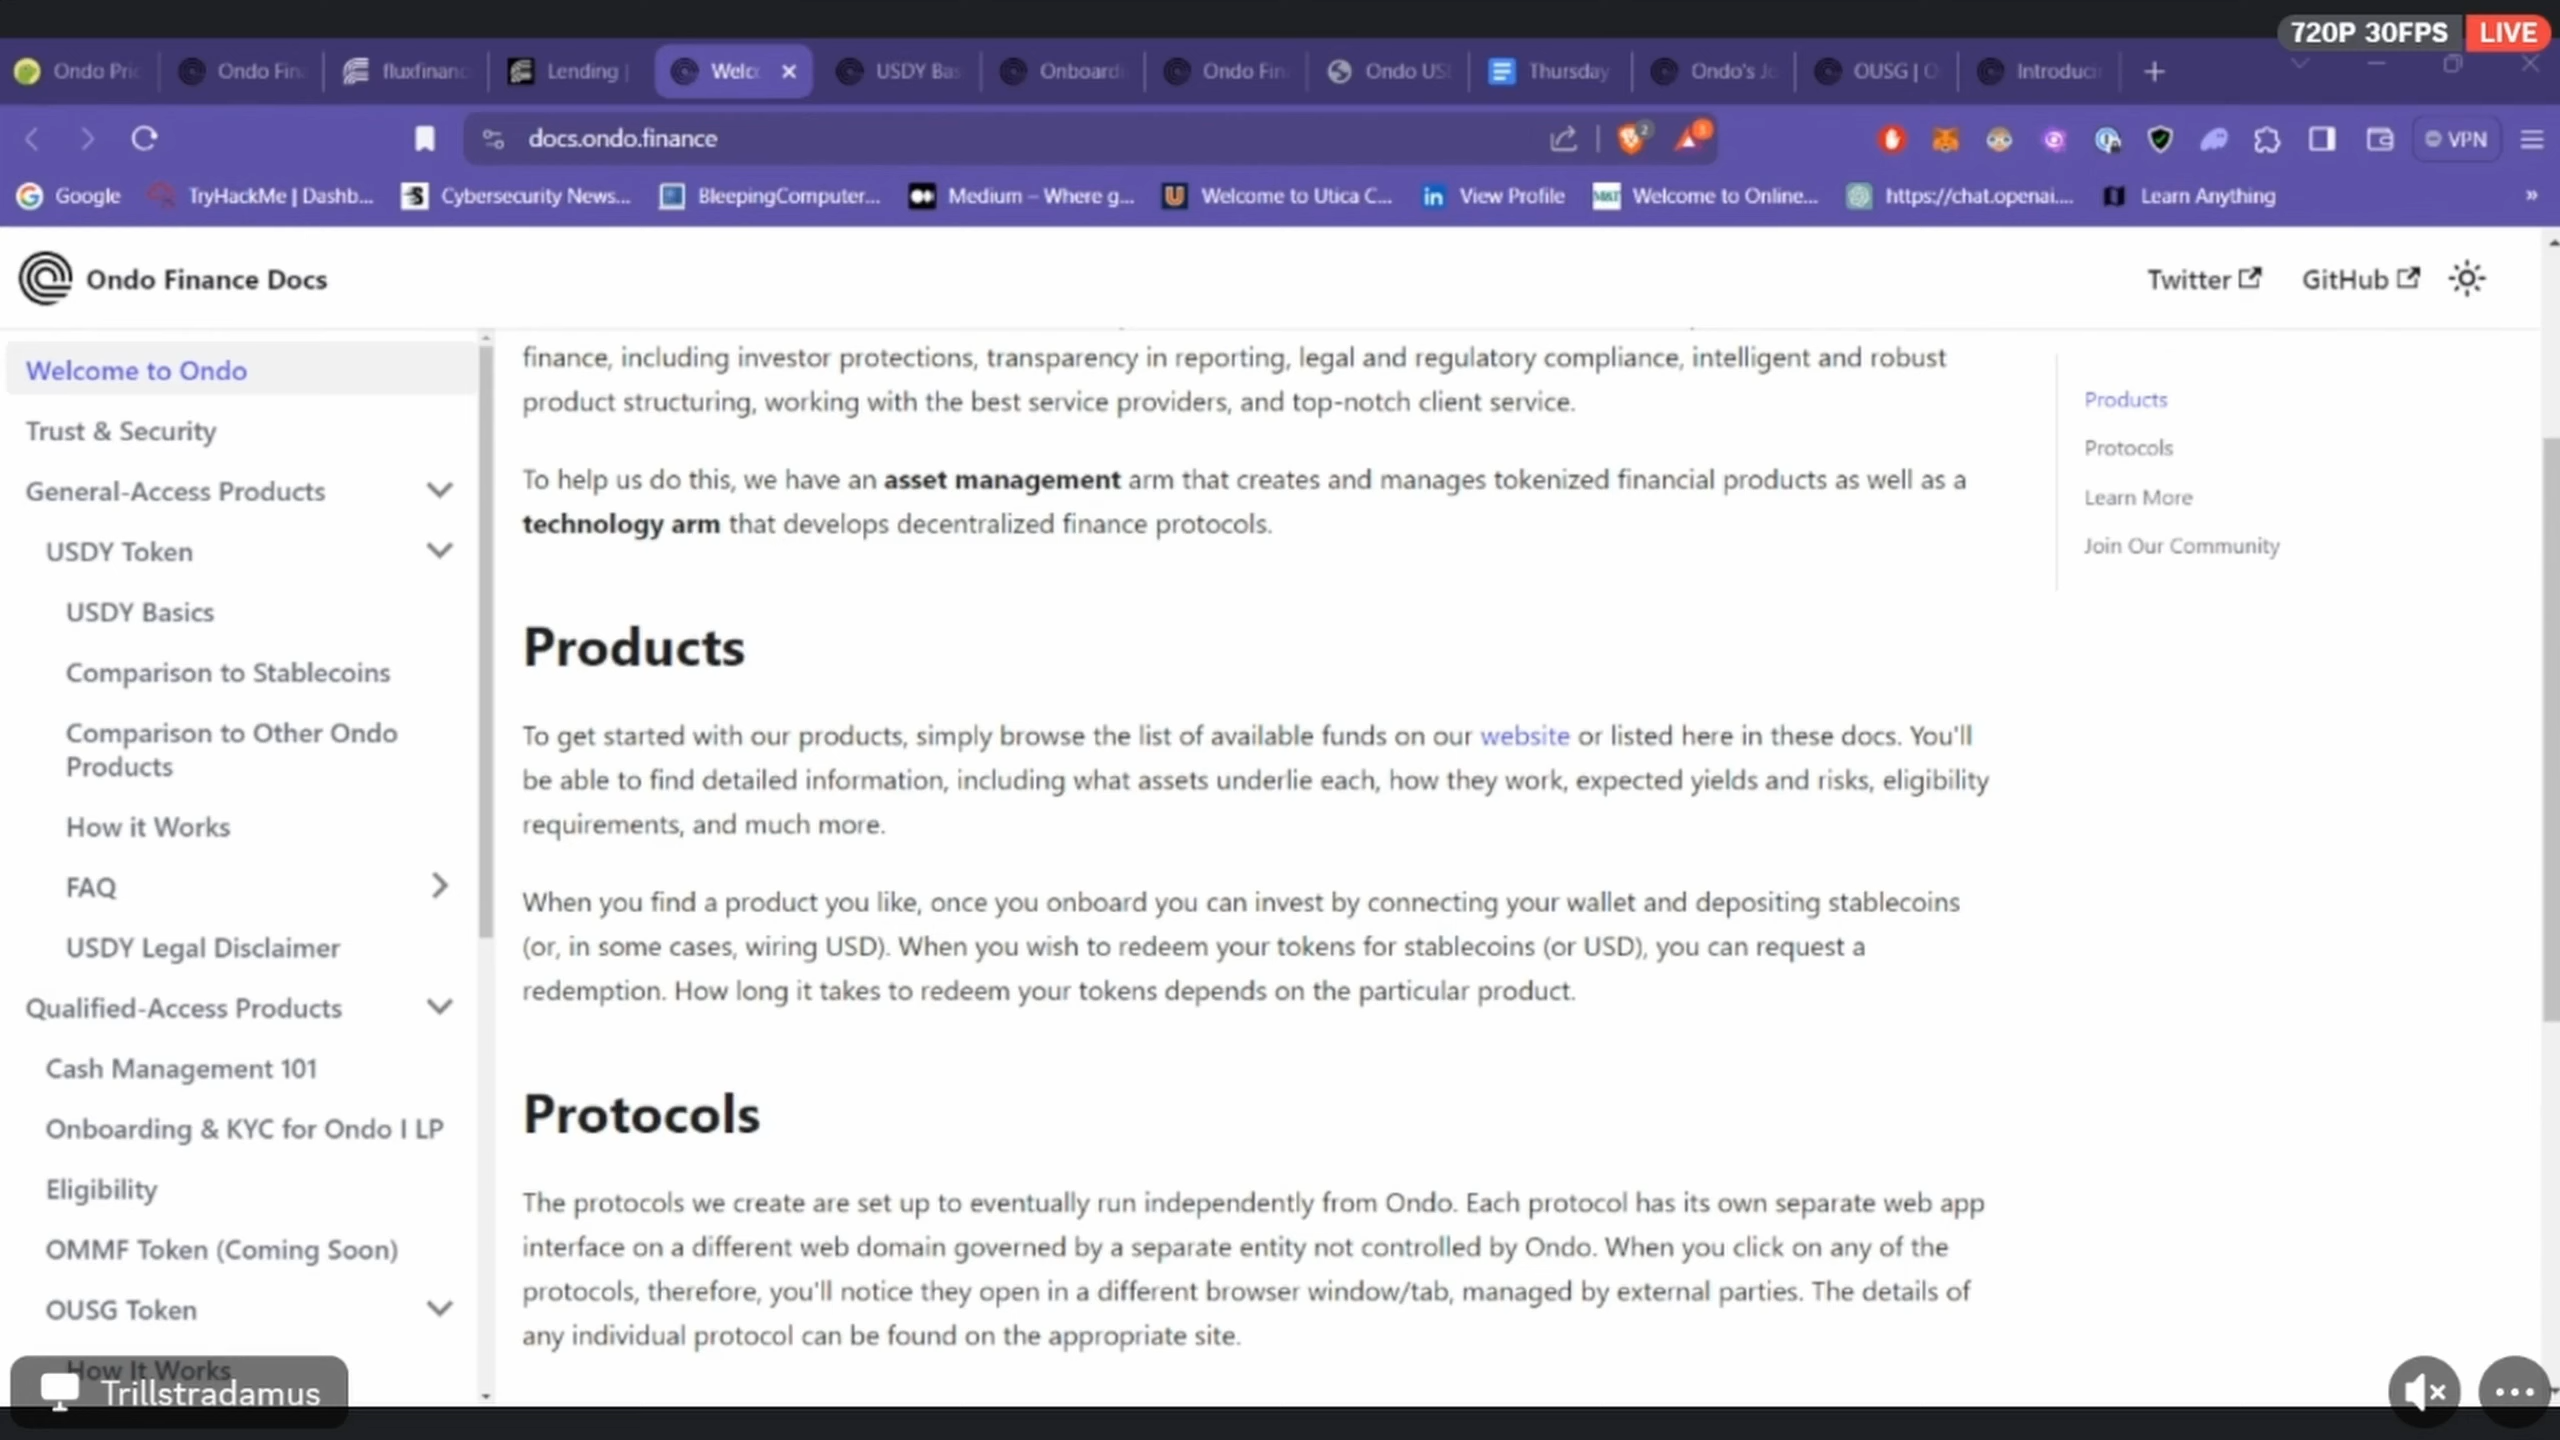 720P 30FPS LIVE
Ondo Pric
Ondo Fin
fluxfinanc
Lending |
Welc
USDY Bas
Onboardi
Ondo Fin
Ondo US
Thursday
Ondo's Jo
OUSG | O
Introduci
docs.ondo.finance
2
VPN
Google
TryHackMe | Dashb...
Cybersecurity News...
BleepingComputer...
Medium – Where g...
Welcome to Utica C...
View Profile
Welcome to Online...
https://chat.openai....
Learn Anything
»
Ondo Finance Docs
Twitter
GitHub
Welcome to Ondo
Trust & Security
General-Access Products
USDY Token
USDY Basics
Comparison to Stablecoins
Comparison to Other Ondo
Products
How it Works
FAQ
USDY Legal Disclaimer
Qualified-Access Products
Cash Management 101
Onboarding & KYC for Ondo I LP
Eligibility
OMMF Token (Coming Soon)
OUSG Token
How It Works
finance, including investor protections, transparency in reporting, legal and regulatory compliance, intelligent and robust
product structuring, working with the best service providers, and top-notch client service.
To help us do this, we have an asset management arm that creates and manages tokenized financial products as well as a
technology arm that develops decentralized finance protocols.
Products
To get started with our products, simply browse the list of available funds on our website or listed here in these docs. You'll
be able to find detailed information, including what assets underlie each, how they work, expected yields and risks, eligibility
requirements, and much more.
When you find a product you like, once you onboard you can invest by connecting your wallet and depositing stablecoins
(or, in some cases, wiring USD). When you wish to redeem your tokens for stablecoins (or USD), you can request a
redemption. How long it takes to redeem your tokens depends on the particular product.
Protocols
The protocols we create are set up to eventually run independently from Ondo. Each protocol has its own separate web app
interface on a different web domain governed by a separate entity not controlled by Ondo. When you click on any of the
protocols, therefore, you'll notice they open in a different browser window/tab, managed by external parties. The details of
any individual protocol can be found on the appropriate site.
Products
Protocols
Learn More
Join Our Community
Trillstradamus